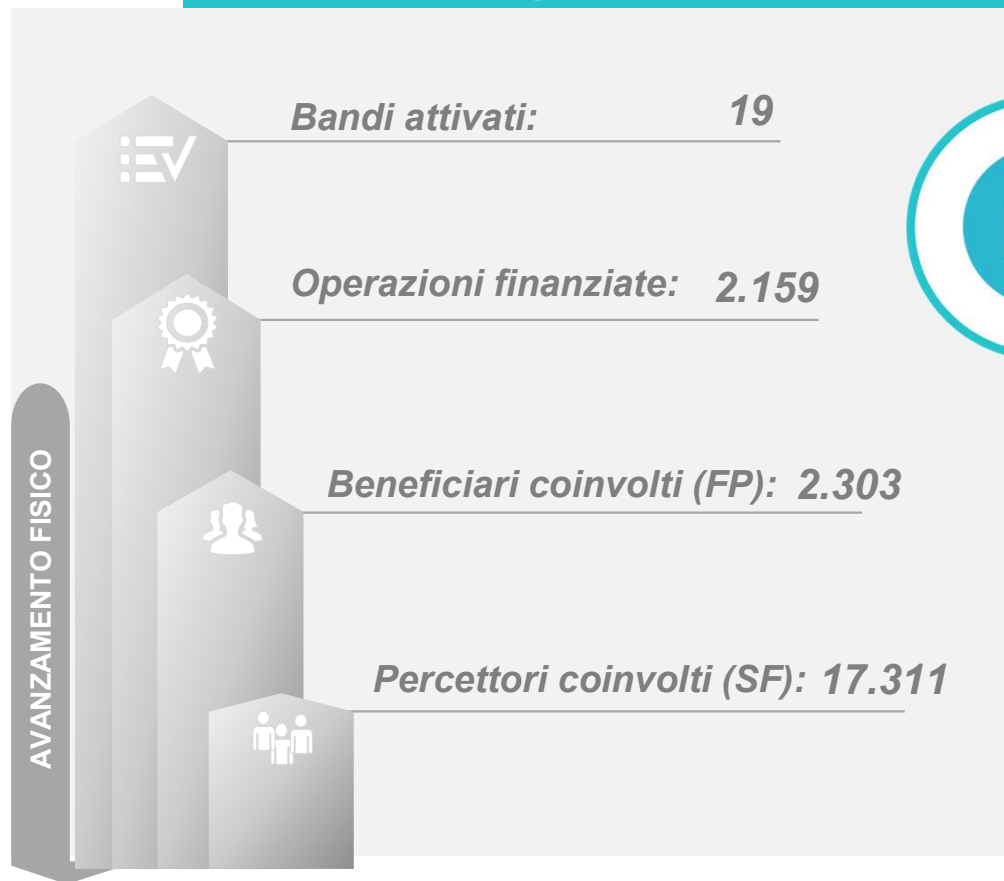 Bandi attivati: 19
Operazioni finanziate: 2.159
Beneficiari coinvolti (FP): 2.303
Percettori coinvolti (SF): 17.311
AVANZAMENTO FISICO